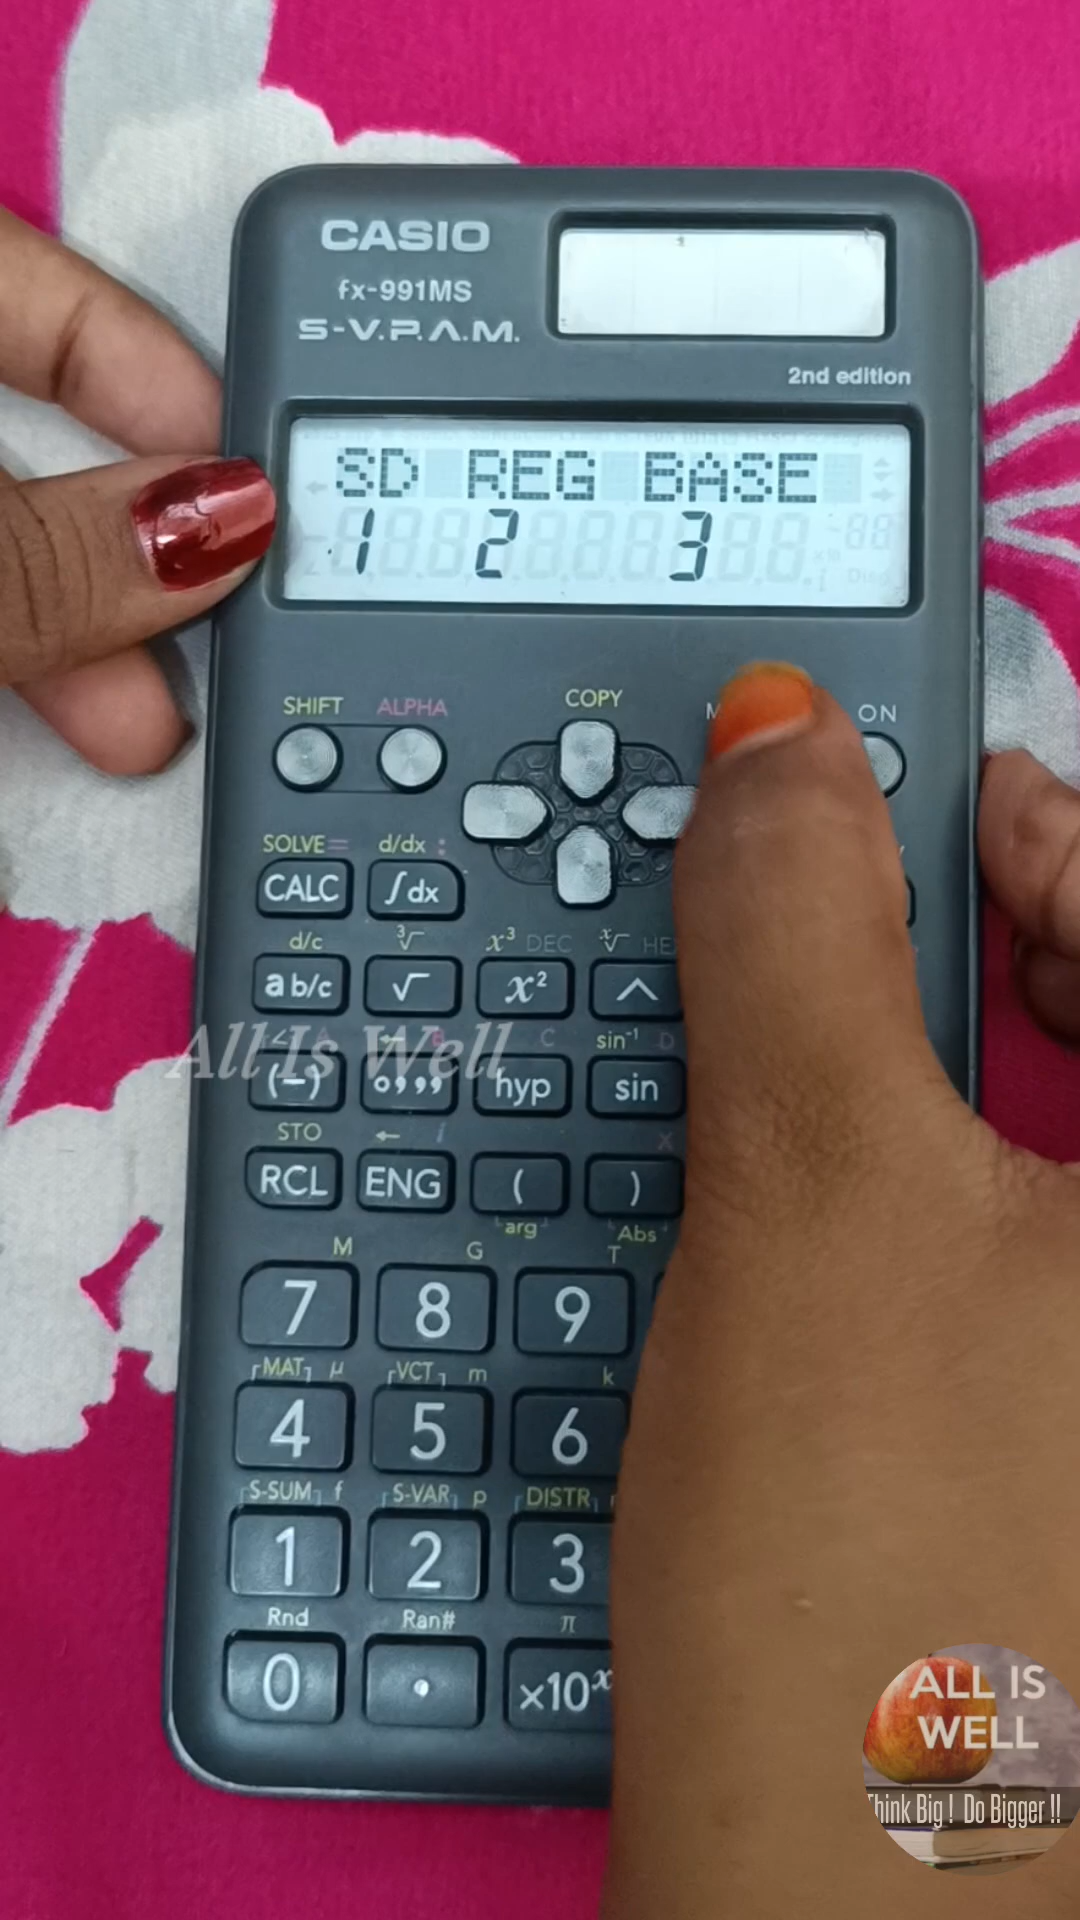 CASIO
fx-991MS
S-V.P.A.M.
2nd edition
SD REG BASE
1 2 3
SHIFT ALPHA COPY ON
SOLVE = d/dx :
CALC ∫dx
d/c ³√ x³ DEC ˣ√
a b/c √ x² ^
∠ A ← B C sin⁻¹ D
(−) o,,, hyp sin
STO ← i X
RCL ENG ( )
arg Abs
M G T
7 8 9
MAT μ VCT m k
4 5 6
S-SUM f S-VAR p DISTR
1 2 3
Rnd Ran# π
0 . ×10ˣ
All Is Well
ALL IS
WELL
Think Big ! Do Bigger !!